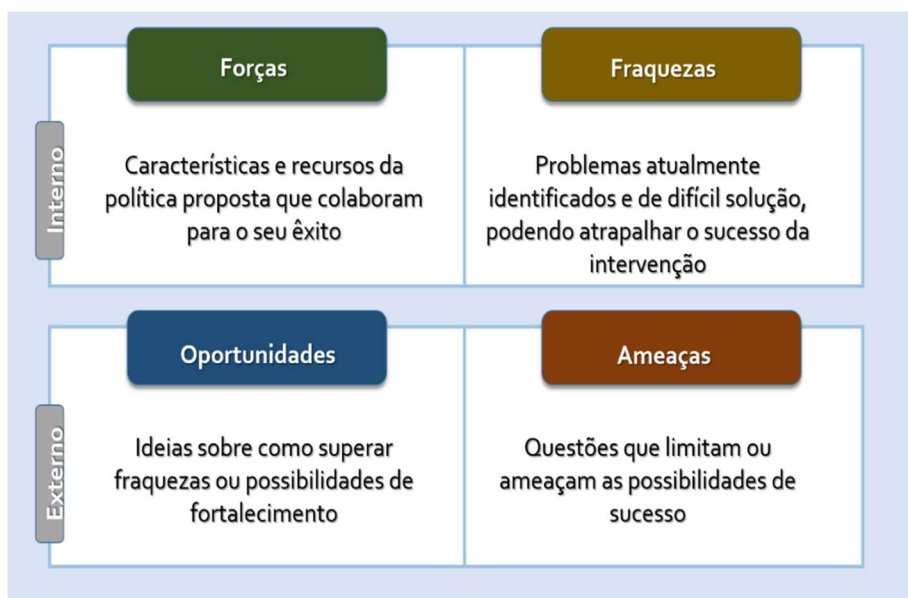 Interno
Forças
Características e recursos da
política proposta que colaboram
para o seu êxito
Fraquezas
Problemas atualmente
identificados e de difícil solução,
podendo atrapalhar o sucesso da
intervenção
Externo
Oportunidades
Ideias sobre como superar
fraquezas ou possibilidades de
fortalecimento
Ameaças
Questões que limitam ou
ameaçam as possibilidades de
sucesso